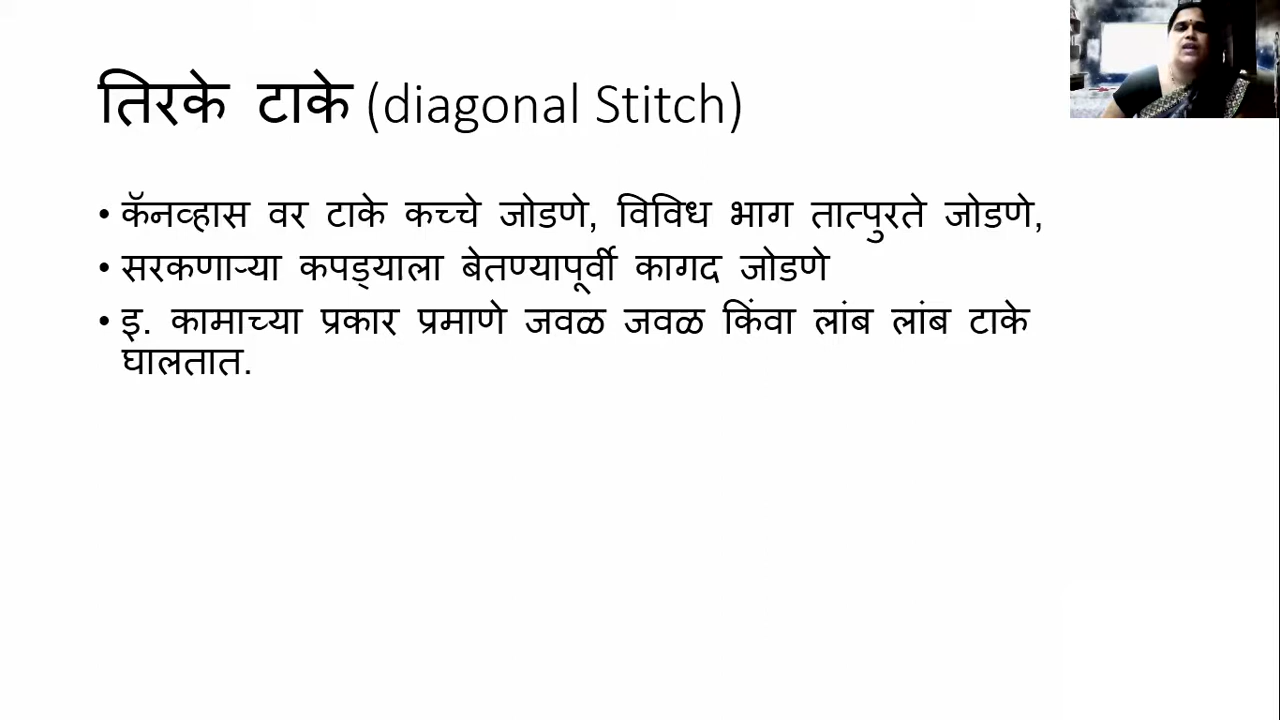 तिरके टाके (diagonal Stitch)
• कॅनव्हास वर टाके कच्चे जोडणे, विविध भाग तात्पुरते जोडणे,
• सरकणाऱ्या कपड्याला बेतण्यापूर्वी कागद जोडणे
• इ. कामाच्या प्रकार प्रमाणे जवळ जवळ किंवा लांब लांब टाके
घालतात.